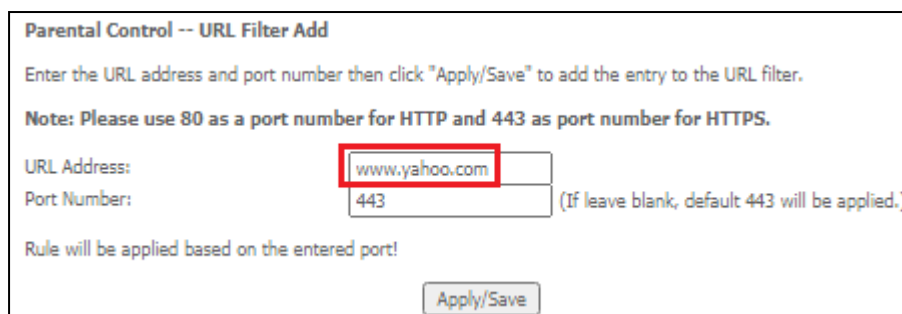 Parental Control -- URL Filter Add
Enter the URL address and port number then click "Apply/Save" to add the entry to the URL filter.
Note: Please use 80 as a port number for HTTP and 443 as port number for HTTPS.
URL Address: www.yahoo.com
Port Number: 443 (If leave blank, default 443 will be applied.)
Rule will be applied based on the entered port!
Apply/Save